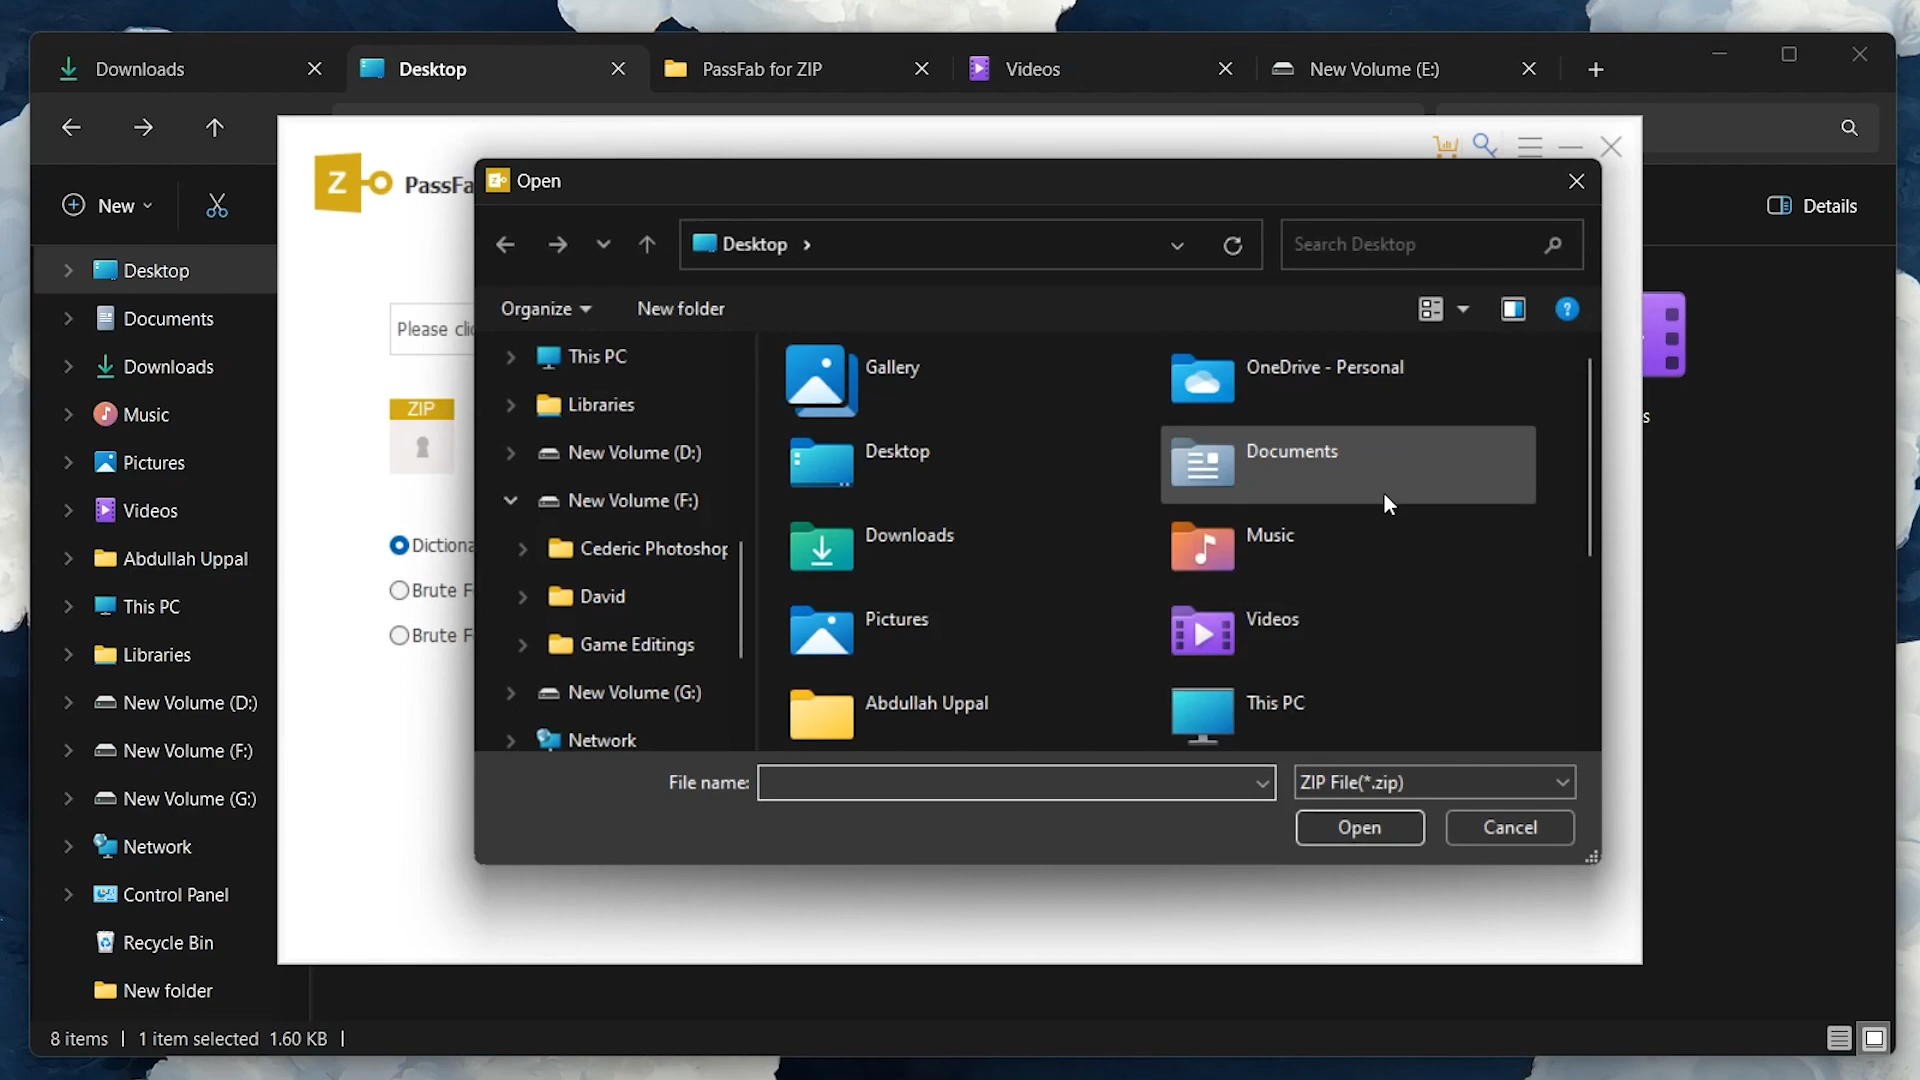 Downloads
Desktop
PassFab for ZIP
Videos
New Volume (E:)
New
Details
Desktop
Documents
Downloads
Music
Pictures
Videos
Abdullah Uppal
This PC
Libraries
New Volume (D:)
New Volume (F:)
New Volume (G:)
Network
Control Panel
Recycle Bin
New folder
8 items
1 item selected 1.60 KB
Z
PassFa
Please clic
ZIP
Dictiona
Brute F
Brute F
Open
Desktop
Search Desktop
Organize
New folder
?
This PC
Libraries
New Volume (D:)
New Volume (F:)
Cederic Photoshop
David
Game Editings
New Volume (G:)
Network
Gallery
OneDrive - Personal
Desktop
Documents
Downloads
Music
Pictures
Videos
Abdullah Uppal
This PC
File name:
ZIP File(*.zip)
Open
Cancel
s